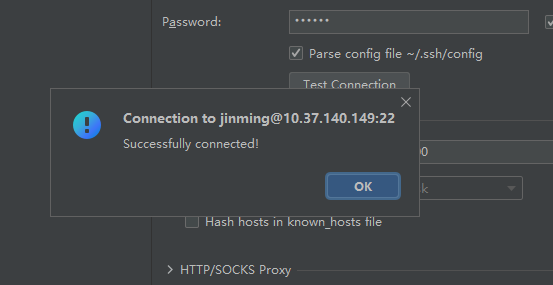 Password:
••••••
Parse config file ~/.ssh/config
Test Connection
Connection to jinming@10.37.140.149:22
Successfully connected!
00
OK
k
Hash hosts in known_hosts file
HTTP/SOCKS Proxy